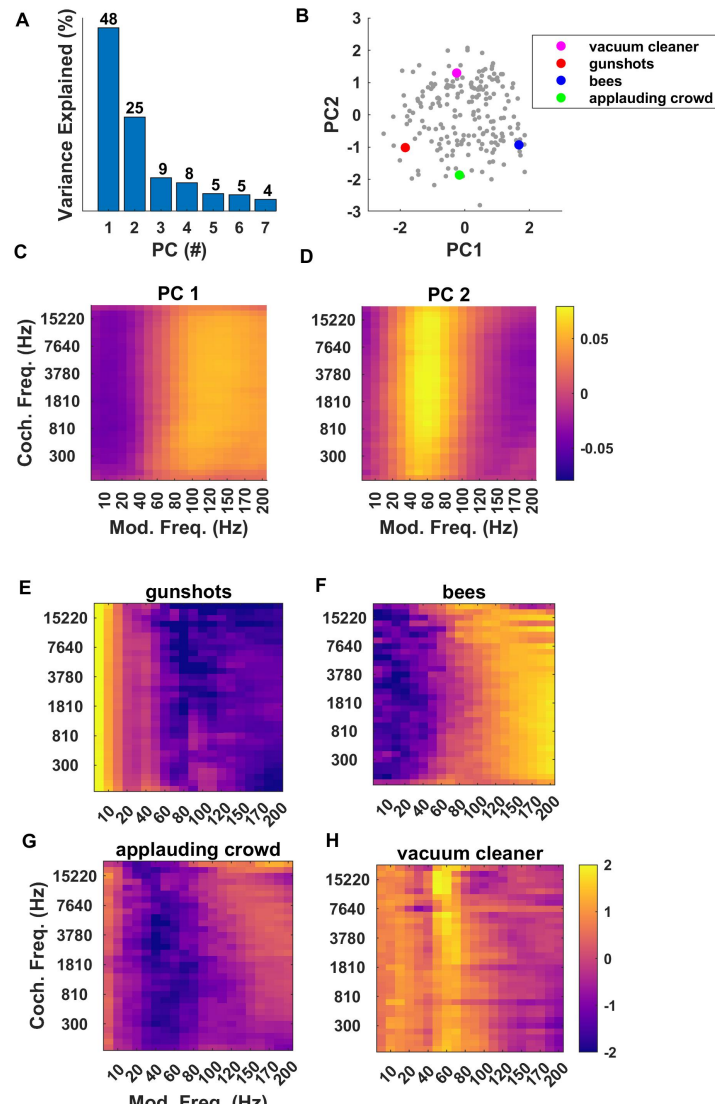 A
Variance Explained (%)
48
25
9
8
5
5
4
1 2 3 4 5 6 7
PC (#)
B
PC2
3
2
1
0
-1
-2
-3
-2 0 2
PC1
vacuum cleaner
gunshots
bees
applauding crowd
C
PC 1
Coch. Freq. (Hz)
15220
7640
3780
1810
810
300
10 20 40 60 80 100 120 150 170 200
Mod. Freq. (Hz)
D
PC 2
15220
7640
3780
1810
810
300
10 20 40 60 80 100 120 150 170 200
Mod. Freq. (Hz)
0.05
0
-0.05
E
gunshots
15220
7640
3780
1810
810
300
10 20 40 60 80 100 120 150 170 200
F
bees
15220
7640
3780
1810
810
300
10 20 40 60 80 100 120 150 170 200
G
applauding crowd
Coch. Freq. (Hz)
15220
7640
3780
1810
810
300
10 20 40 60 80 100 120 150 170 200
Mod. Freq. (Hz)
H
vacuum cleaner
15220
7640
3780
1810
810
300
10 20 40 60 80 100 120 150 170 200
2
1
0
-1
-2